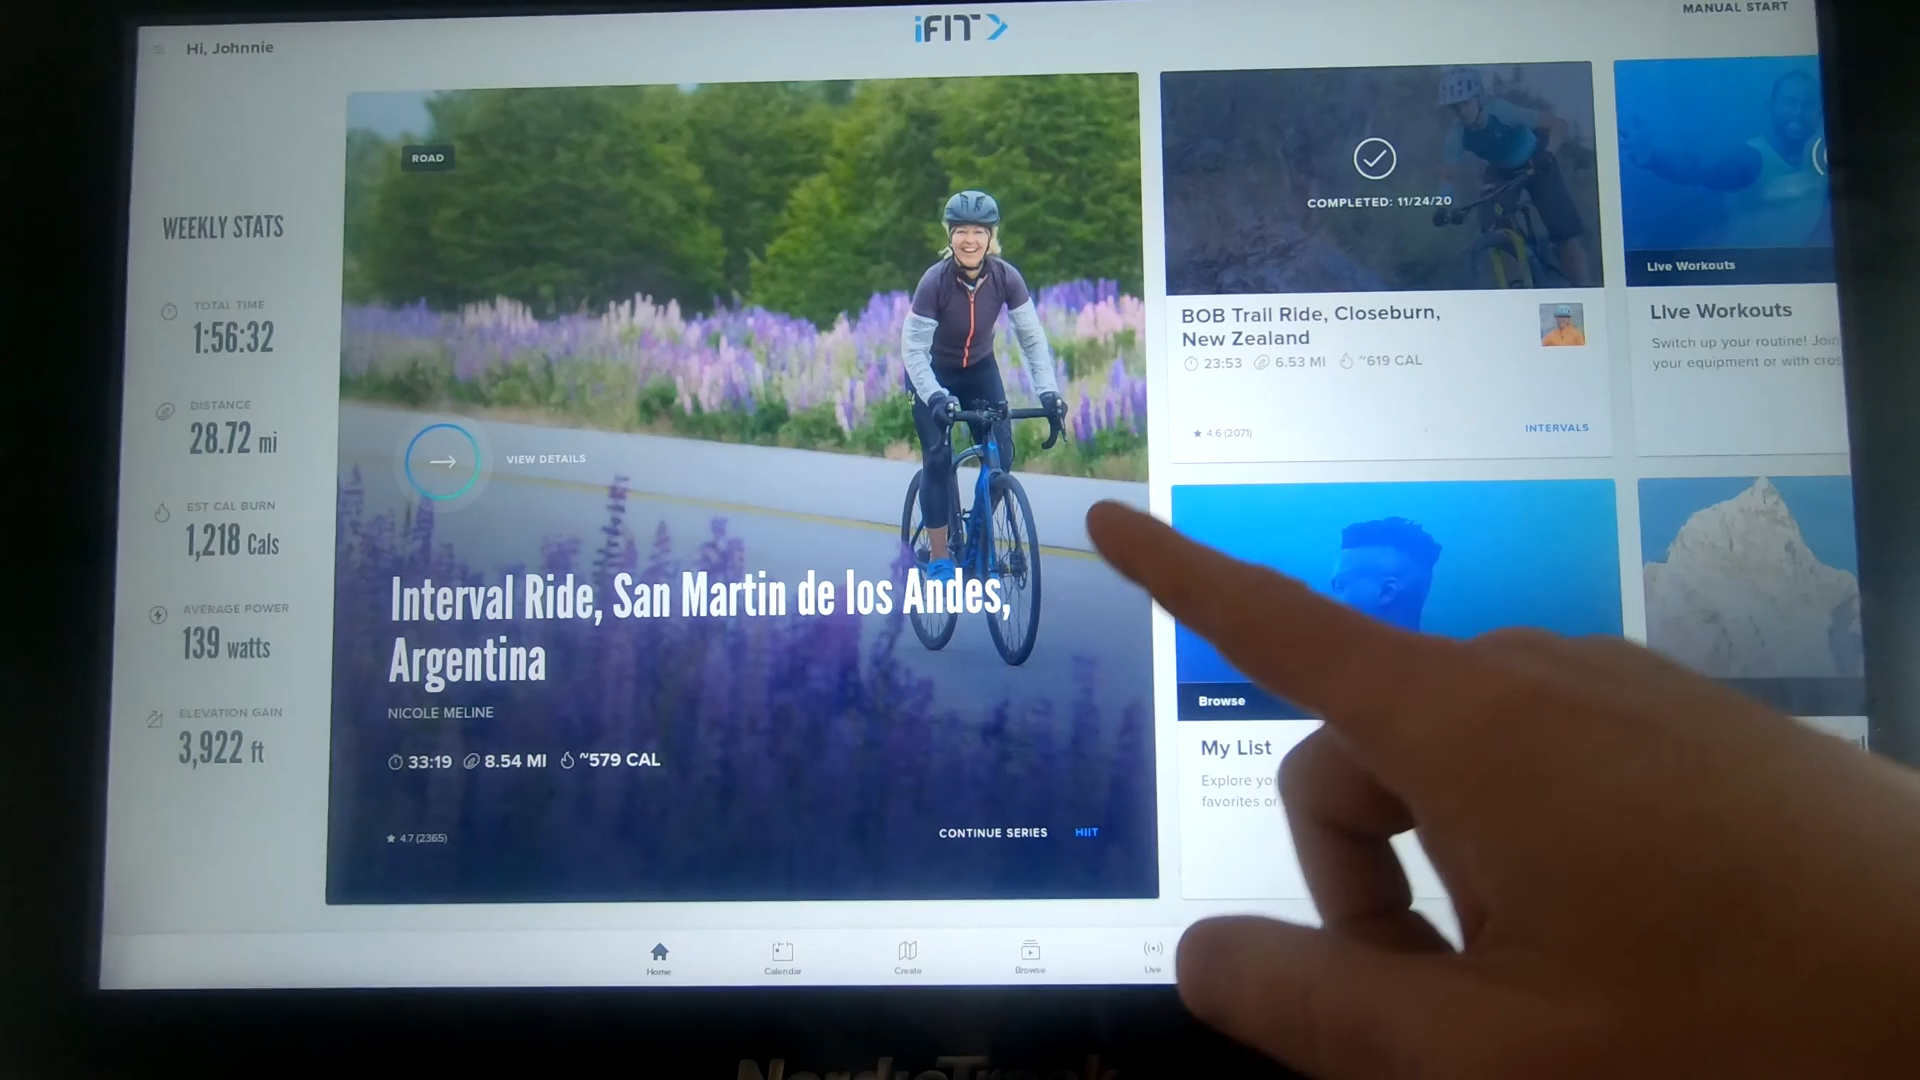 Hi, Johnnie
iFIT
MANUAL START
WEEKLY STATS
TOTAL TIME
1:56:32
DISTANCE
28.72 mi
EST CAL BURN
1,218 Cals
AVERAGE POWER
139 watts
ELEVATION GAIN
3,922 ft
ROAD
VIEW DETAILS
Interval Ride, San Martin de los Andes,
Argentina
NICOLE MELINE
33:19 8.54 MI ~579 CAL
4.7 (2365)
CONTINUE SERIES HIIT
COMPLETED: 11/24/20
BOB Trail Ride, Closeburn,
New Zealand
23:53 6.53 MI ~619 CAL
4.6 (2071)
INTERVALS
Live Workouts
Live Workouts
Switch up your routine! Join
your equipment or with
Browse
My List
Explore
favorites
Home
Calendar
Create
Browse
Live
NordicTrack